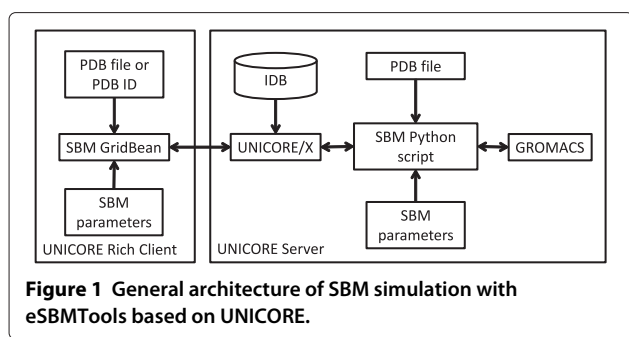 PDB file or
PDB ID
SBM GridBean
SBM
parameters
UNICORE Rich Client
IDB
UNICORE/X
PDB file
SBM Python
script
SBM
parameters
GROMACS
UNICORE Server
Figure 1 General architecture of SBM simulation with
eSBMTools based on UNICORE.